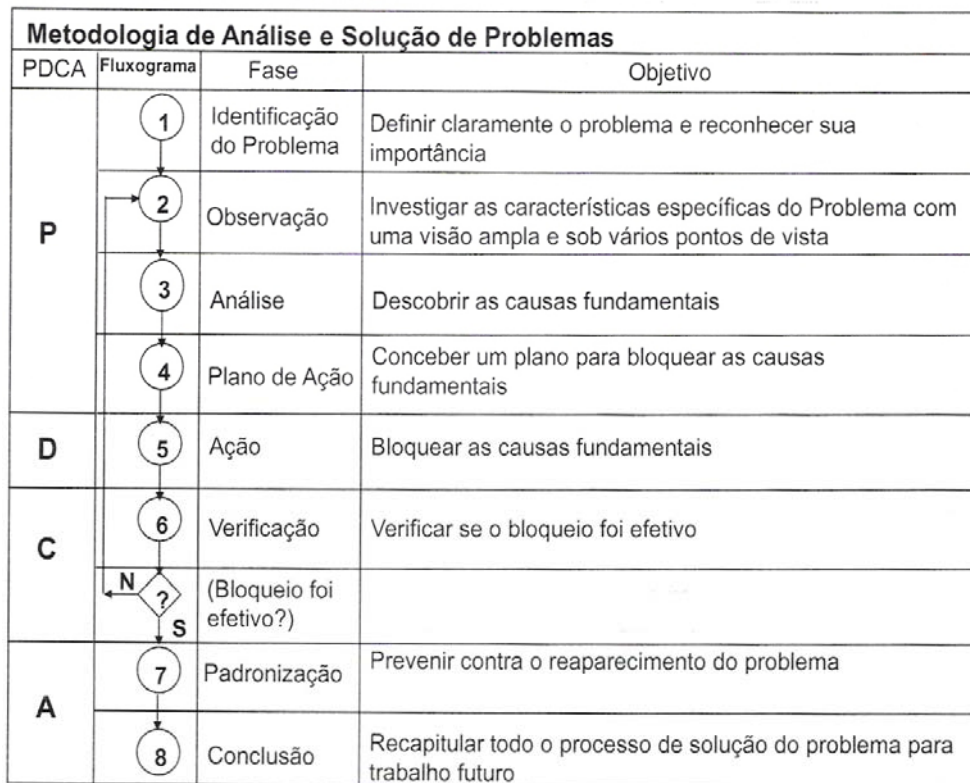 Metodologia de Análise e Solução de Problemas
PDCA Fluxograma Fase Objetivo
P
1 Identificação do Problema Definir claramente o problema e reconhecer sua
importância
2 Observação Investigar as características específicas do Problema com
uma visão ampla e sob vários pontos de vista
3 Análise Descobrir as causas fundamentais
4 Plano de Ação Conceber um plano para bloquear as causas
fundamentais
D 5 Ação Bloquear as causas fundamentais
C
6 Verificação Verificar se o bloqueio foi efetivo
N ? S (Bloqueio foi
efetivo?)
A
7 Padronização Prevenir contra o reaparecimento do problema
8 Conclusão Recapitular todo o processo de solução do problema para
trabalho futuro